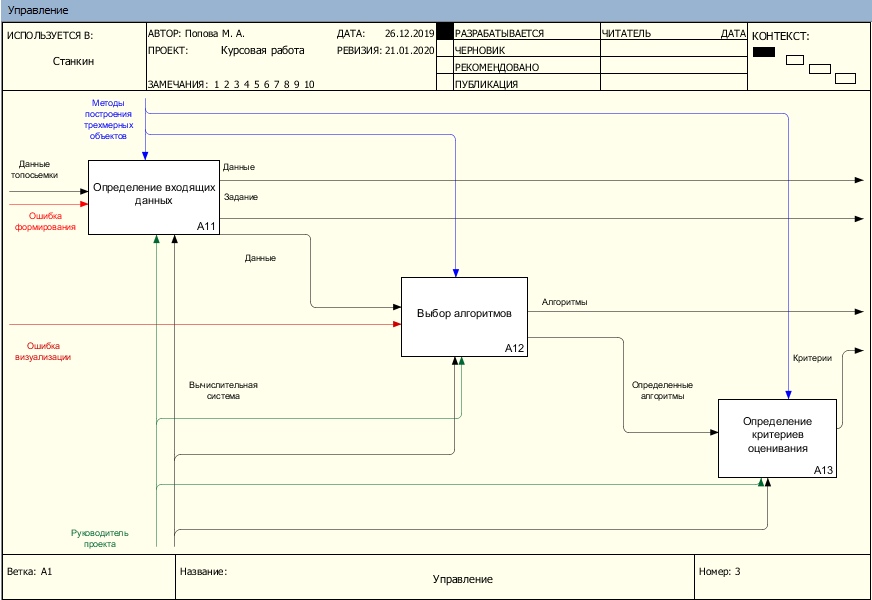 Управление
ИСПОЛЬЗУЕТСЯ В:
Станкин
АВТОР: Попова М. А.
ДАТА: 26.12.2019
ПРОЕКТ: Курсовая работа
РЕВИЗИЯ: 21.01.2020
ЗАМЕЧАНИЯ: 1 2 3 4 5 6 7 8 9 10
РАЗРАБАТЫВАЕТСЯ
ЧЕРНОВИК
РЕКОМЕНДОВАНО
ПУБЛИКАЦИЯ
ЧИТАТЕЛЬ
ДАТА
КОНТЕКСТ:
Методы
построения
трехмерных
объектов
Данные
топосьемки
Ошибка
формирования
Определение входящих
данных
A11
Данные
Задание
Данные
Выбор алгоритмов
A12
Алгоритмы
Ошибка
визуализации
Вычислительная
система
Определенные
алгоритмы
Критерии
Определение
критериев
оценивания
A13
Руководитель
проекта
Ветка: A1
Название:
Управление
Номер: 3